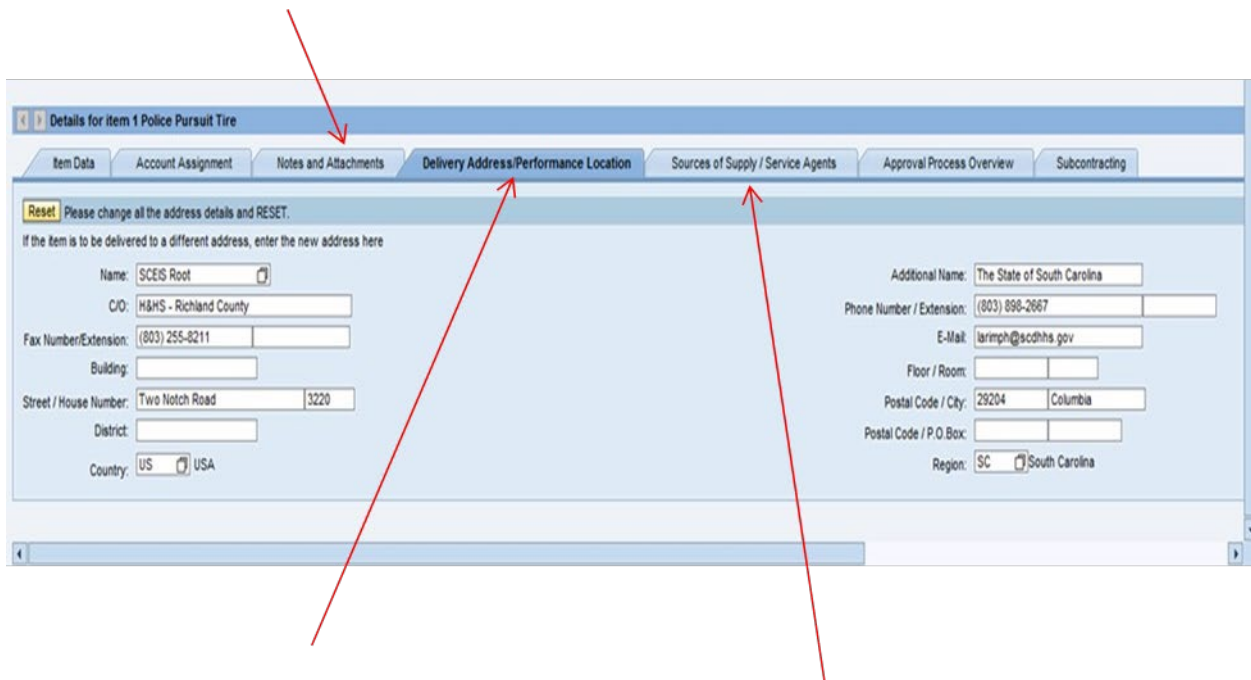 Details for item 1 Police Pursuit Tire
Item Data Account Assignment Notes and Attachments Delivery Address/Performance Location Sources of Supply / Service Agents Approval Process Overview Subcontracting
Reset Please change all the address details and RESET.
If the item is to be delivered to a different address, enter the new address here
Name: SCEIS Root Additional Name: The State of South Carolina
C/O: H&HS - Richland County Phone Number / Extension: (803) 898-2667
Fax Number/Extension: (803) 255-8211 E-Mail: larimph@scdhhs.gov
Building: Floor / Room:
Street / House Number: Two Notch Road 3220 Postal Code / City: 29204 Columbia
District: Postal Code / P.O.Box:
Country: US USA Region: SC South Carolina